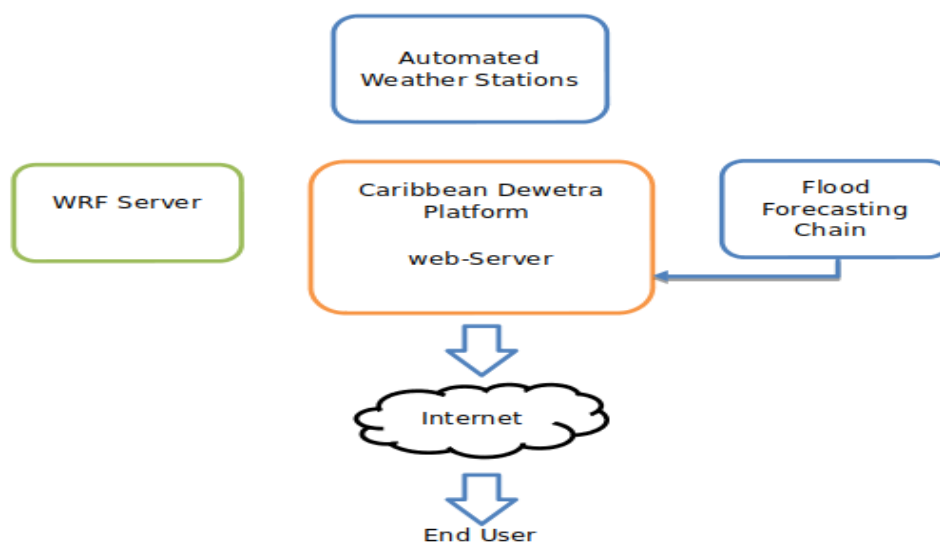 Automated
Weather Stations
WRF Server
Caribbean Dewetra
Platform
web-Server
Flood
Forecasting
Chain
Internet
End User